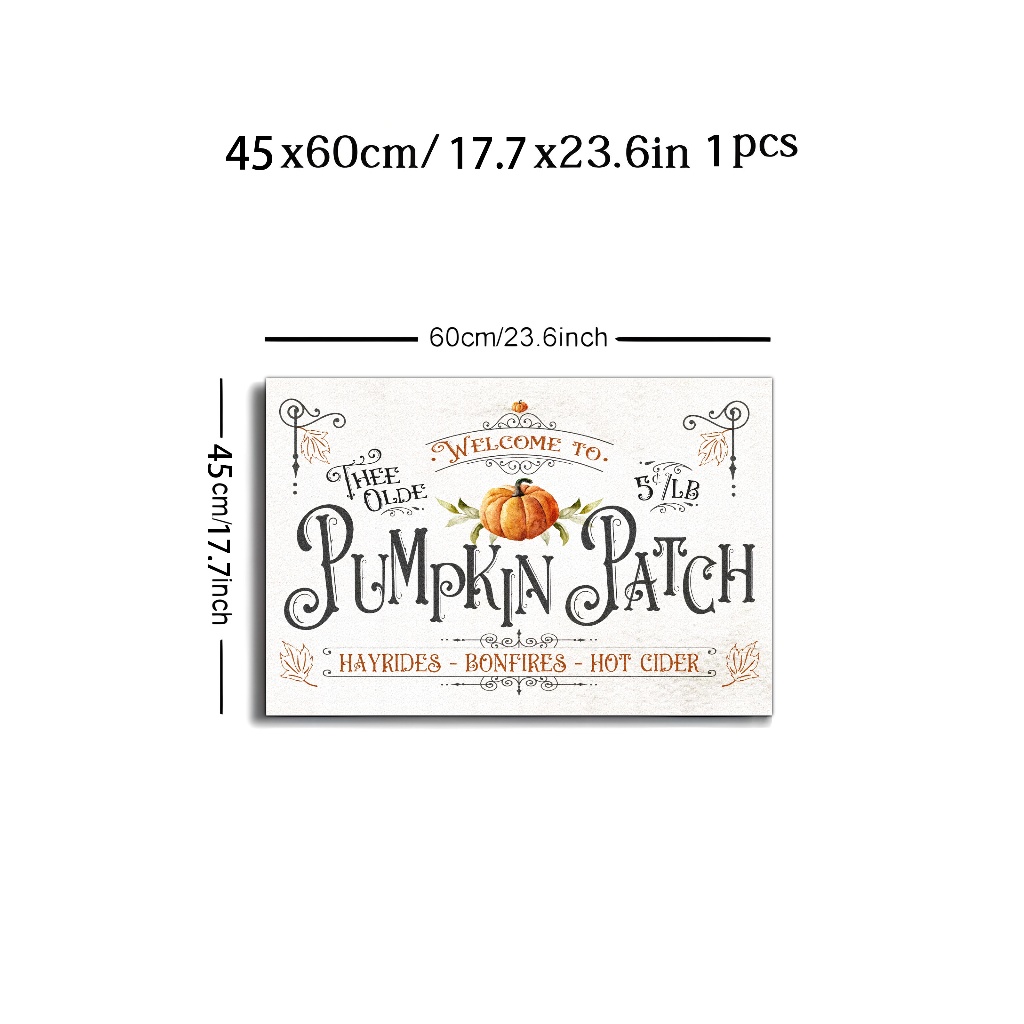 45x60cm/ 17.7x23.6in 1pcs
60cm/23.6inch
45cm/17.7inch
WELCOME TO
THEE
OLDE
5¢/LB
PUMPKIN PATCH
HAYRIDES - BONFIRES - HOT CIDER